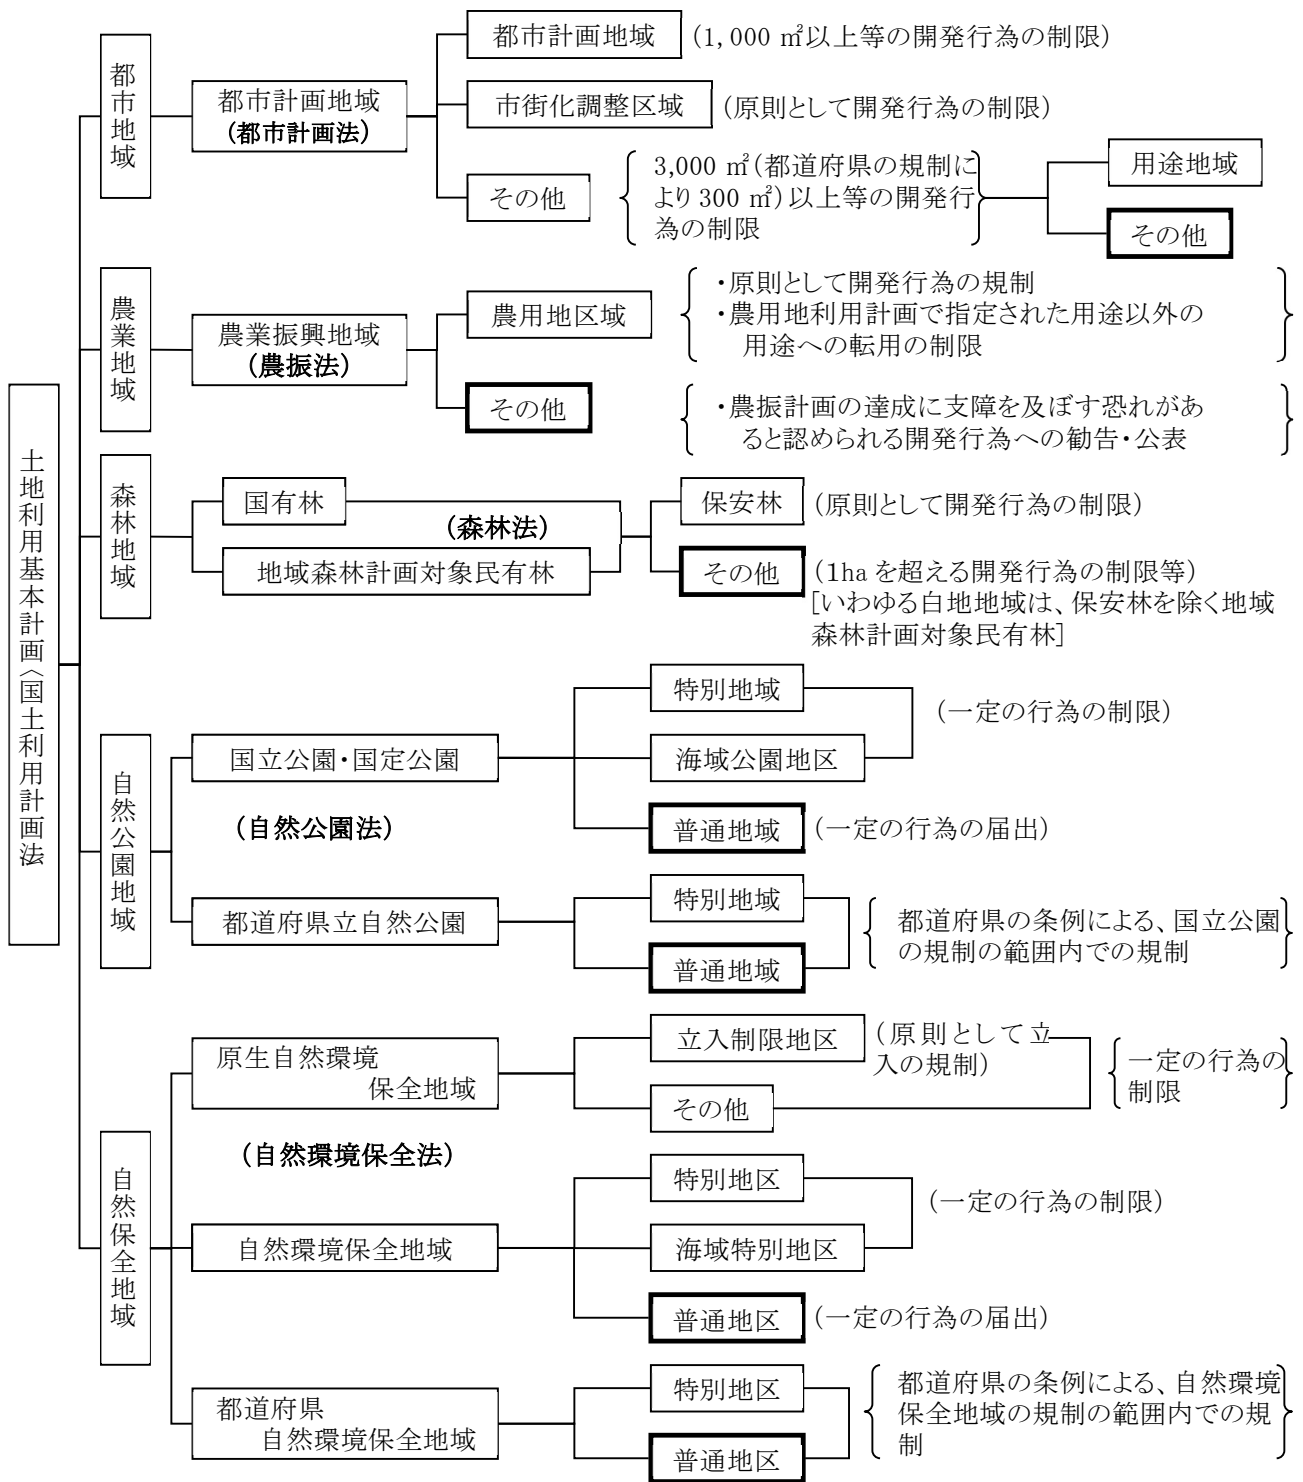 土地利用基本計画〈国土利用計画法
都市地域
都市計画地域
(都市計画法)
都市計画地域
(1,000 ㎡以上等の開発行為の制限)
市街化調整区域
(原則として開発行為の制限)
その他
3,000 ㎡(都道府県の規制に
より 300 ㎡)以上等の開発行
為の制限
用途地域
その他
農業地域
農業振興地域
(農振法)
農用地区域
・原則として開発行為の規制
・農用地利用計画で指定された用途以外の
用途への転用の制限
その他
・農振計画の達成に支障を及ぼす恐れがあ
ると認められる開発行為への勧告・公表
森林地域
国有林
(森林法)
地域森林計画対象民有林
保安林
(原則として開発行為の制限)
その他
(1ha を超える開発行為の制限等)
[いわゆる白地地域は、保安林を除く地域
森林計画対象民有林]
自然公園地域
国立公園・国定公園
(自然公園法)
特別地域
(一定の行為の制限)
海域公園地区
普通地域
(一定の行為の届出)
都道府県立自然公園
特別地域
普通地域
都道府県の条例による、国立公園
の規制の範囲内での規制
自然保全地域
原生自然環境
保全地域
立入制限地区
(原則として立
入の規制)
その他
一定の行為の
制限
(自然環境保全法)
自然環境保全地域
特別地区
(一定の行為の制限)
海域特別地区
普通地区
(一定の行為の届出)
都道府県
自然環境保全地域
特別地区
普通地区
都道府県の条例による、自然環境
保全地域の規制の範囲内での規
制